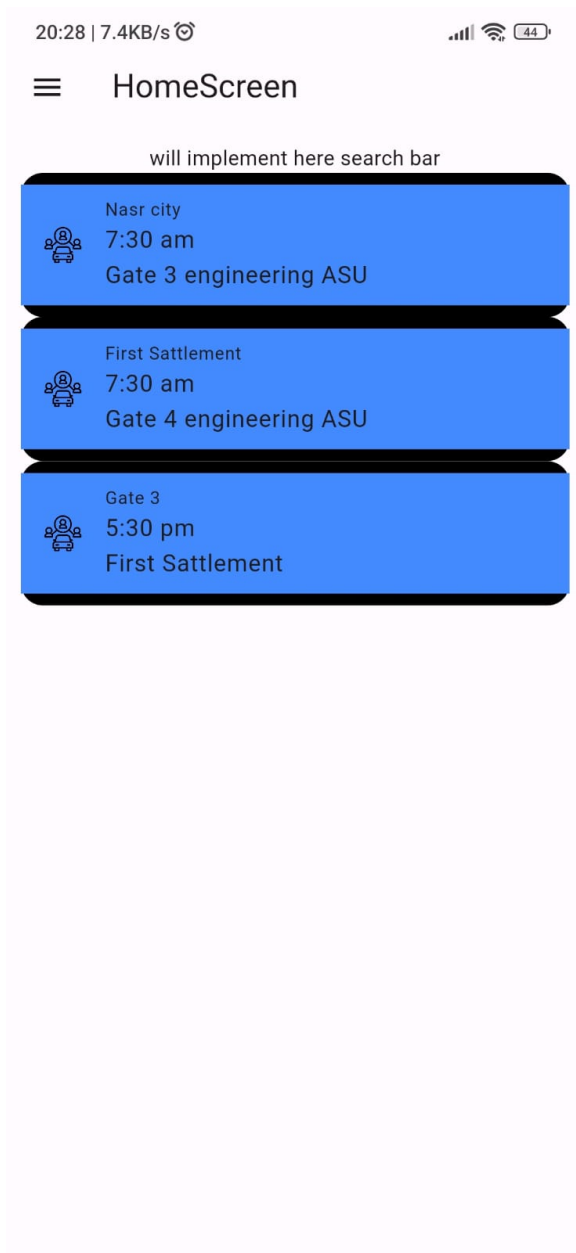 20:28 | 7.4KB/s 44
HomeScreen
will implement here search bar
Nasr city
7:30 am
Gate 3 engineering ASU
First Sattlement
7:30 am
Gate 4 engineering ASU
Gate 3
5:30 pm
First Sattlement